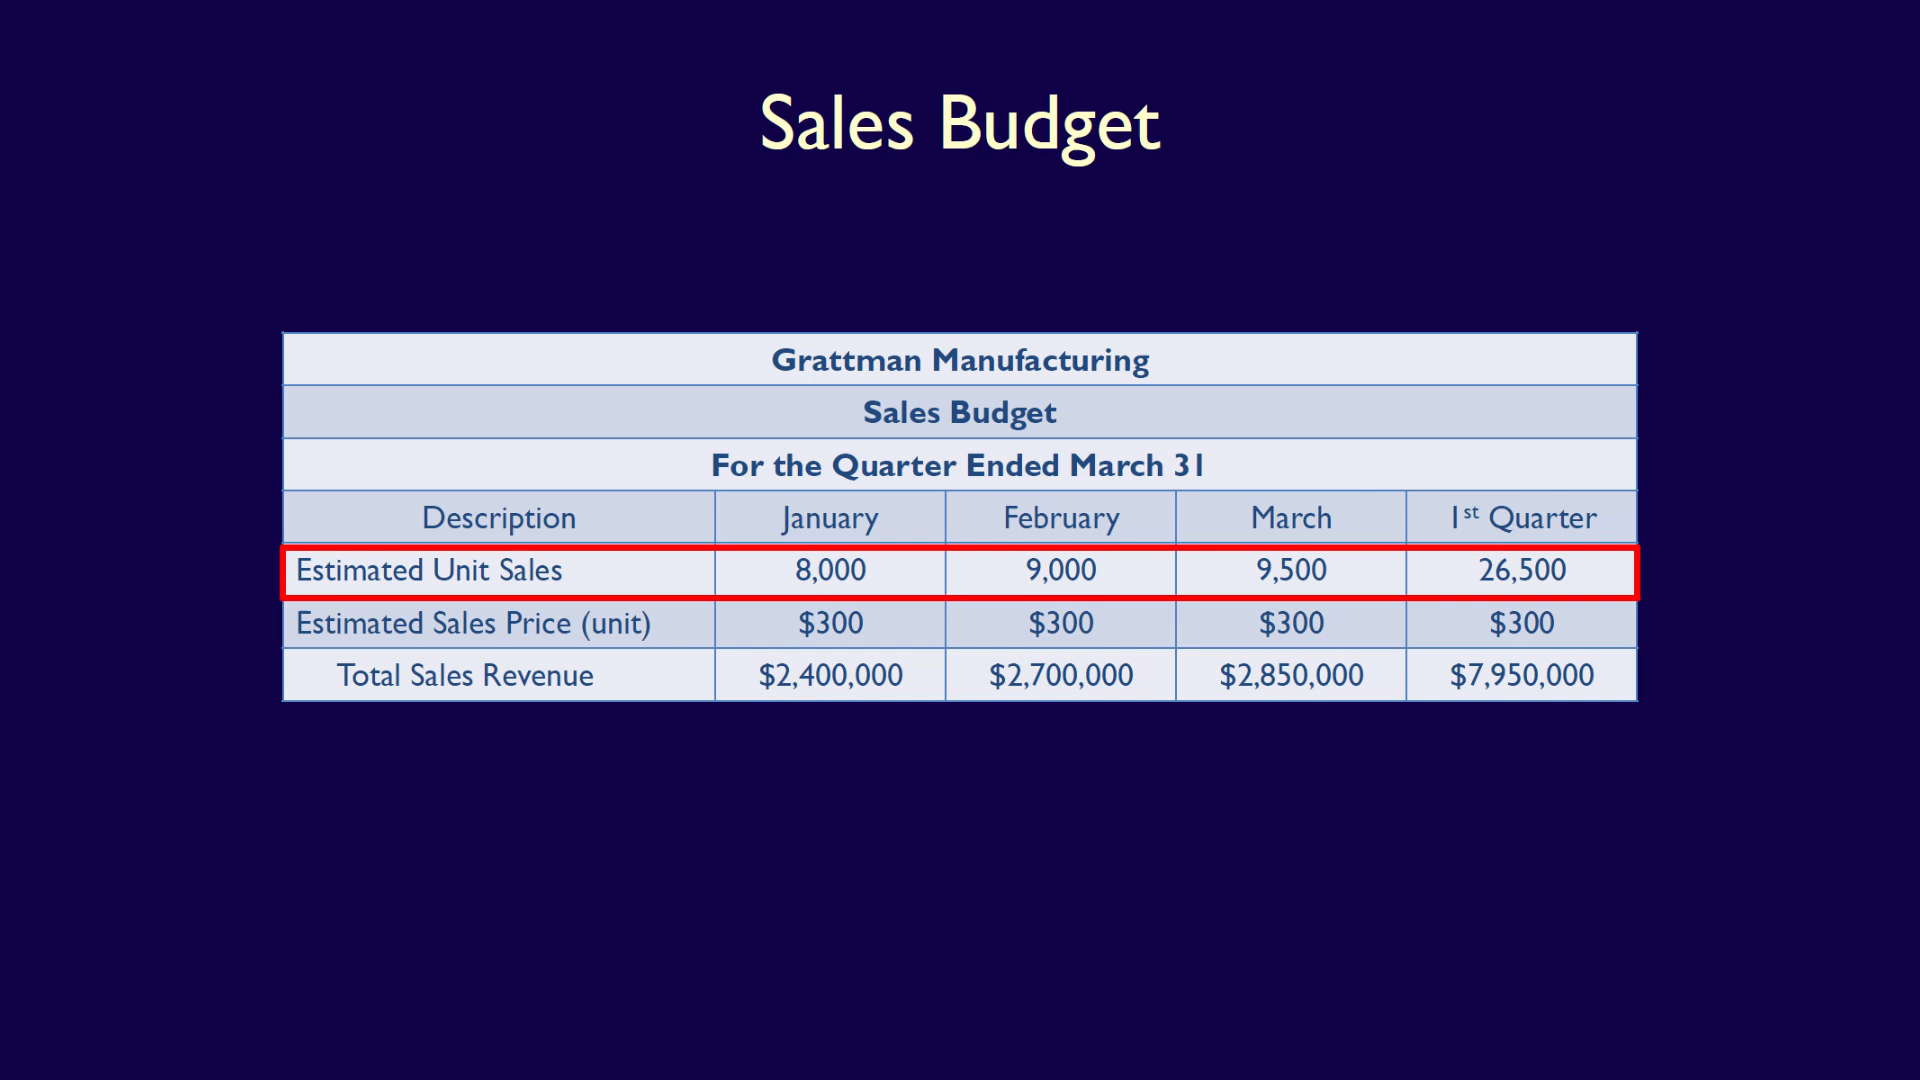 Sales Budget
Grattman Manufacturing
Sales Budget
For the Quarter Ended March 31
Description January February March 1st Quarter
Estimated Unit Sales 8,000 9,000 9,500 26,500
Estimated Sales Price (unit) $300 $300 $300 $300
Total Sales Revenue $2,400,000 $2,700,000 $2,850,000 $7,950,000